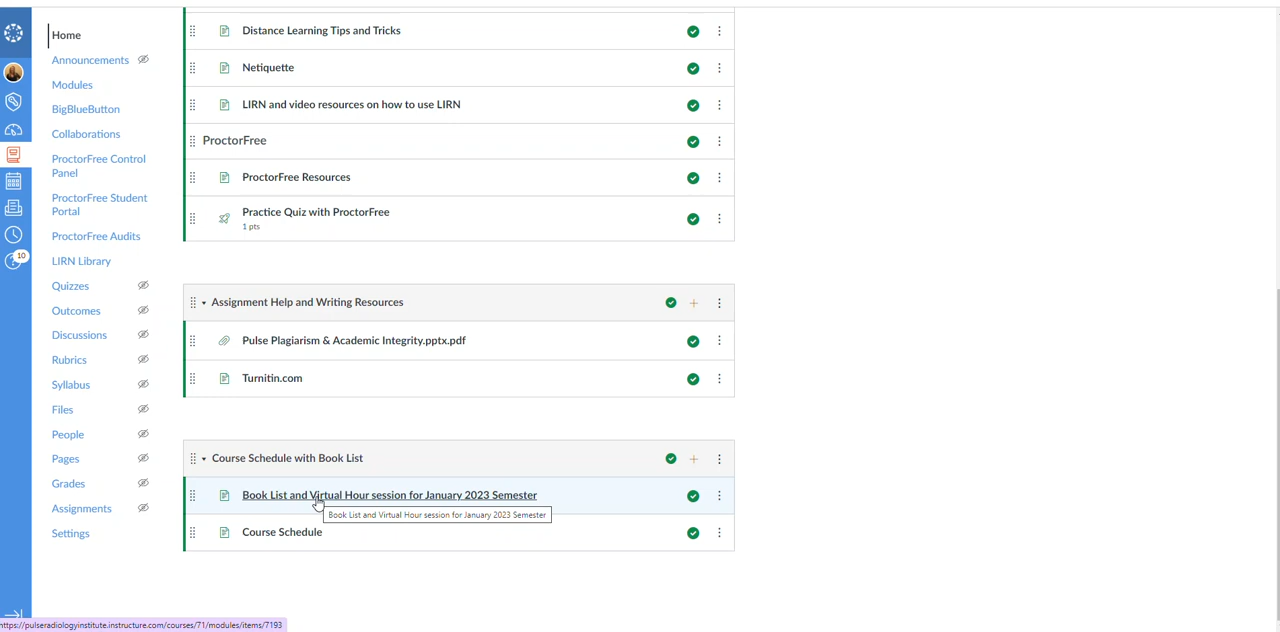 Home
Announcements
Modules
BigBlueButton
Collaborations
ProctorFree Control
Panel
ProctorFree Student
Portal
ProctorFree Audits
LIRN Library
Quizzes
Outcomes
Discussions
Rubrics
Syllabus
Files
People
Pages
Grades
Assignments
Settings
10
Distance Learning Tips and Tricks
Netiquette
LIRN and video resources on how to use LIRN
ProctorFree
ProctorFree Resources
Practice Quiz with ProctorFree
1 pts
Assignment Help and Writing Resources
Pulse Plagiarism & Academic Integrity.pptx.pdf
Turnitin.com
Course Schedule with Book List
Book List and Virtual Hour session for January 2023 Semester
Book List and Virtual Hour session for January 2023 Semester
Course Schedule
https://pulseradiologyinstitute.instructure.com/courses/71/modules/items/7193